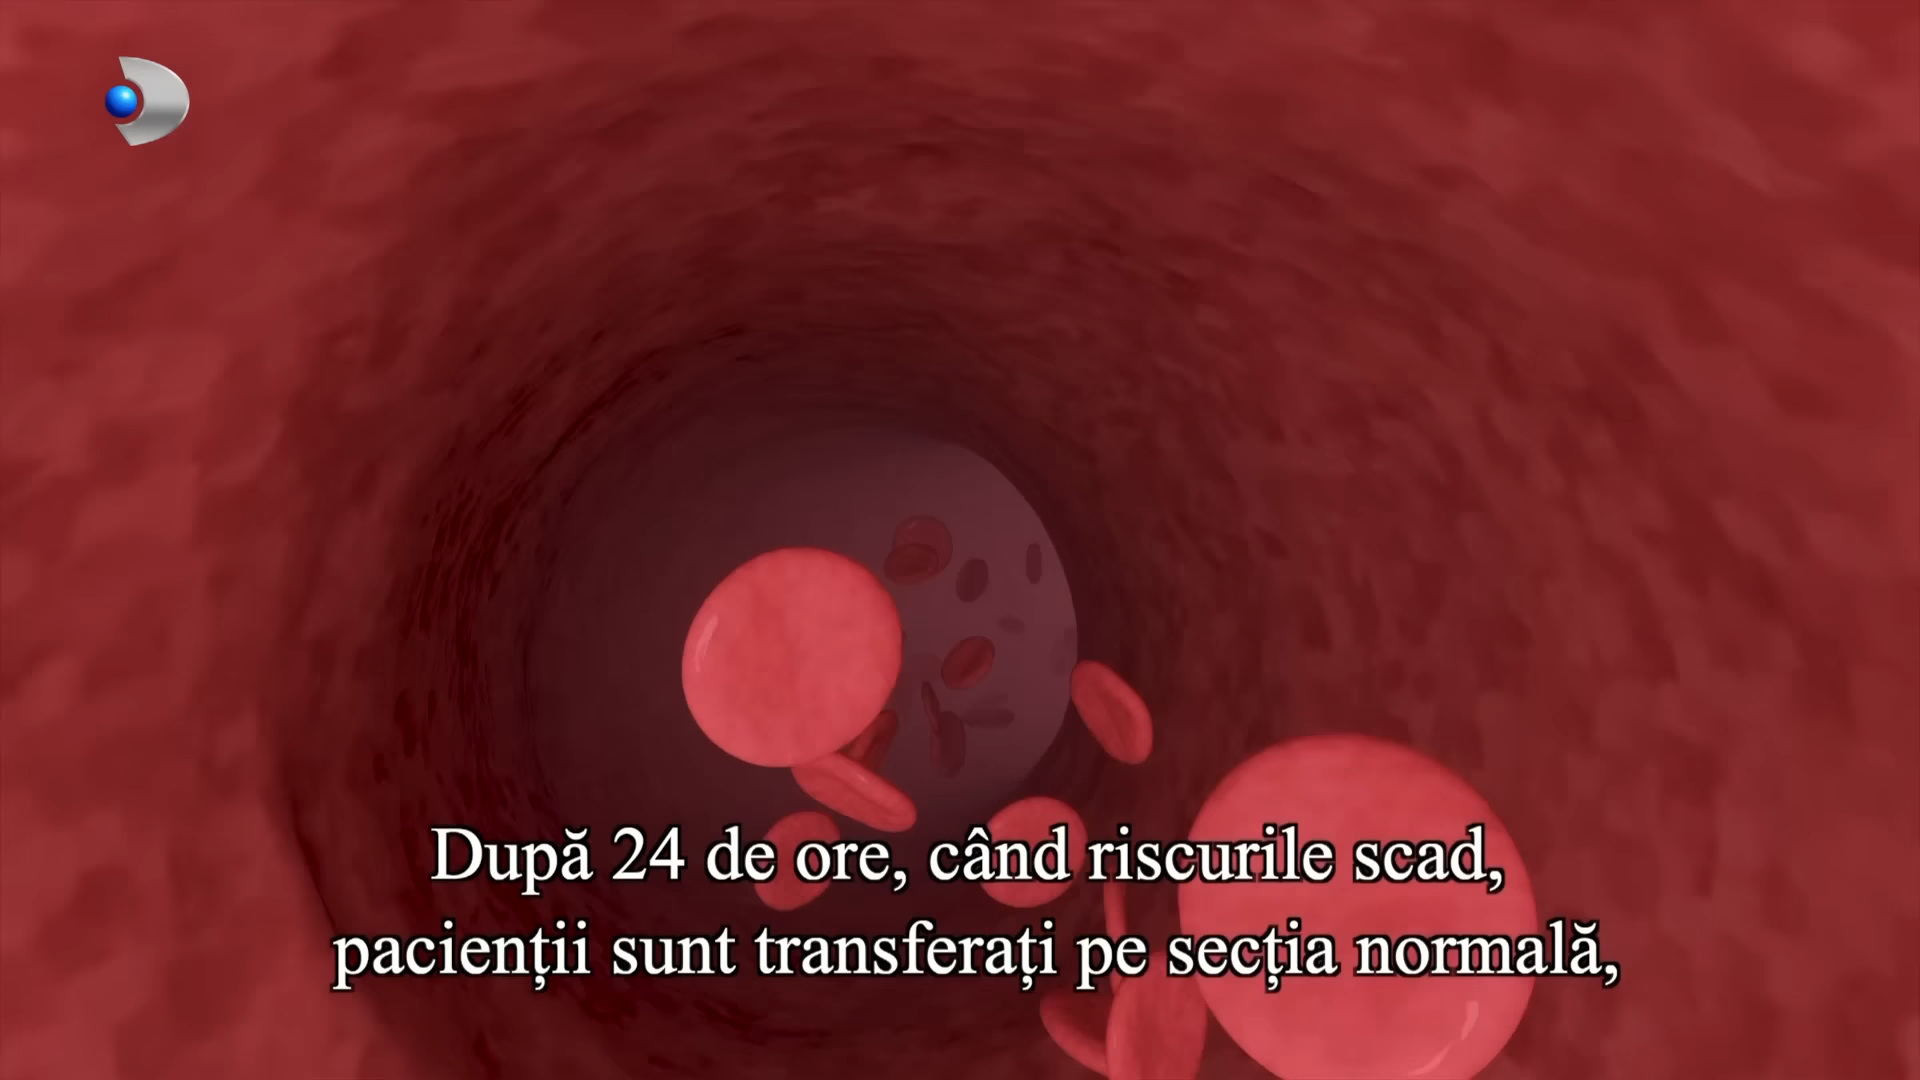 După 24 de ore, când riscurile scad,
pacienții sunt transferați pe secția normală,